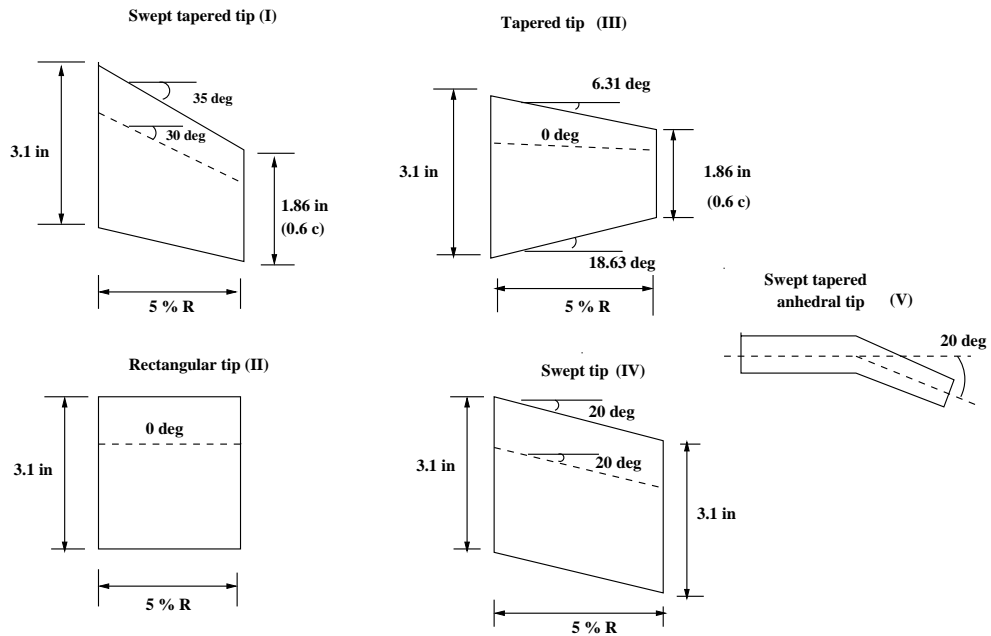 Swept tapered tip (I)
35 deg
30 deg
3.1 in
1.86 in
(0.6 c)
5 % R
Tapered tip (III)
6.31 deg
0 deg
3.1 in
1.86 in
(0.6 c)
18.63 deg
5 % R
Swept tapered
anhedral tip (V)
20 deg
Rectangular tip (II)
0 deg
3.1 in
5 % R
Swept tip (IV)
20 deg
20 deg
3.1 in
3.1 in
5 % R